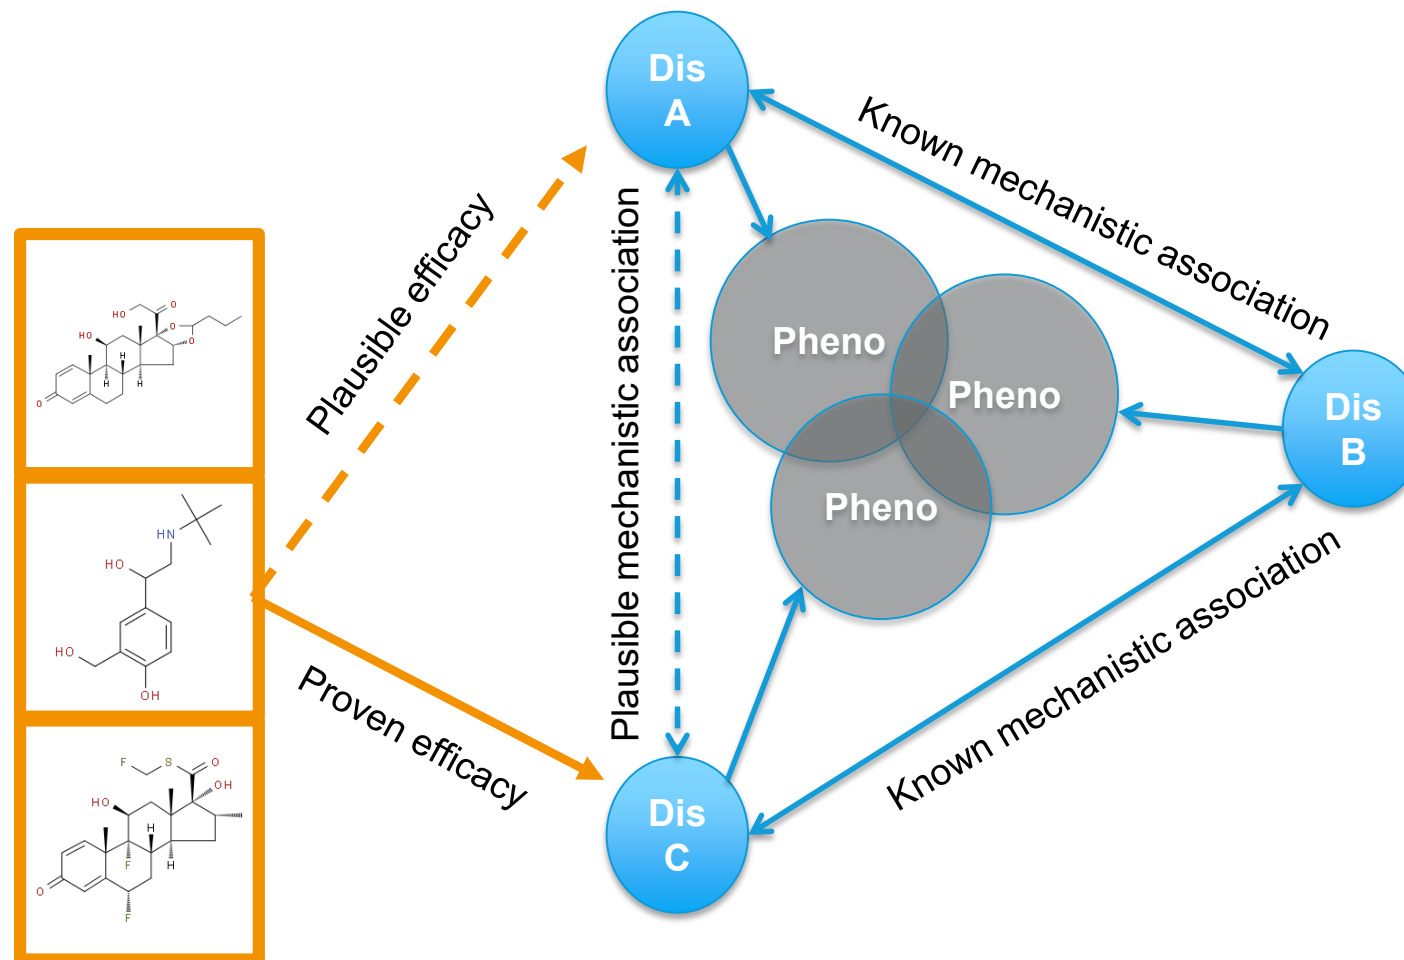 Dis
A
Known mechanistic association
Plausible efficacy
Plausible mechanistic association
HO
O
HO
O
O
H
H
H
O
Pheno
Pheno
Pheno
Dis
B
HN
HO
HO
OH
Proven efficacy
Known mechanistic association
F
S
O
OH
HO
H
F
H
O
F
Dis
C